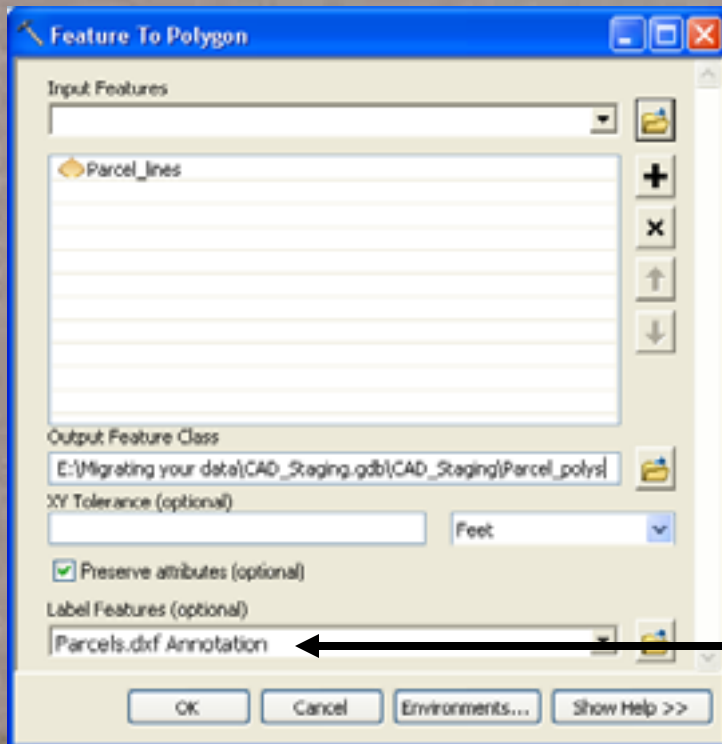 Feature To Polygon
Input Features
Parcel_lines
Output Feature Class
E:\Migrating your data\CAD_Staging.gdb\CAD_Staging\Parcel_polys
XY Tolerance (optional)
Feet
Preserve attributes (optional)
Label Features (optional)
Parcels.dxf Annotation
OK Cancel Environments... Show Help >>